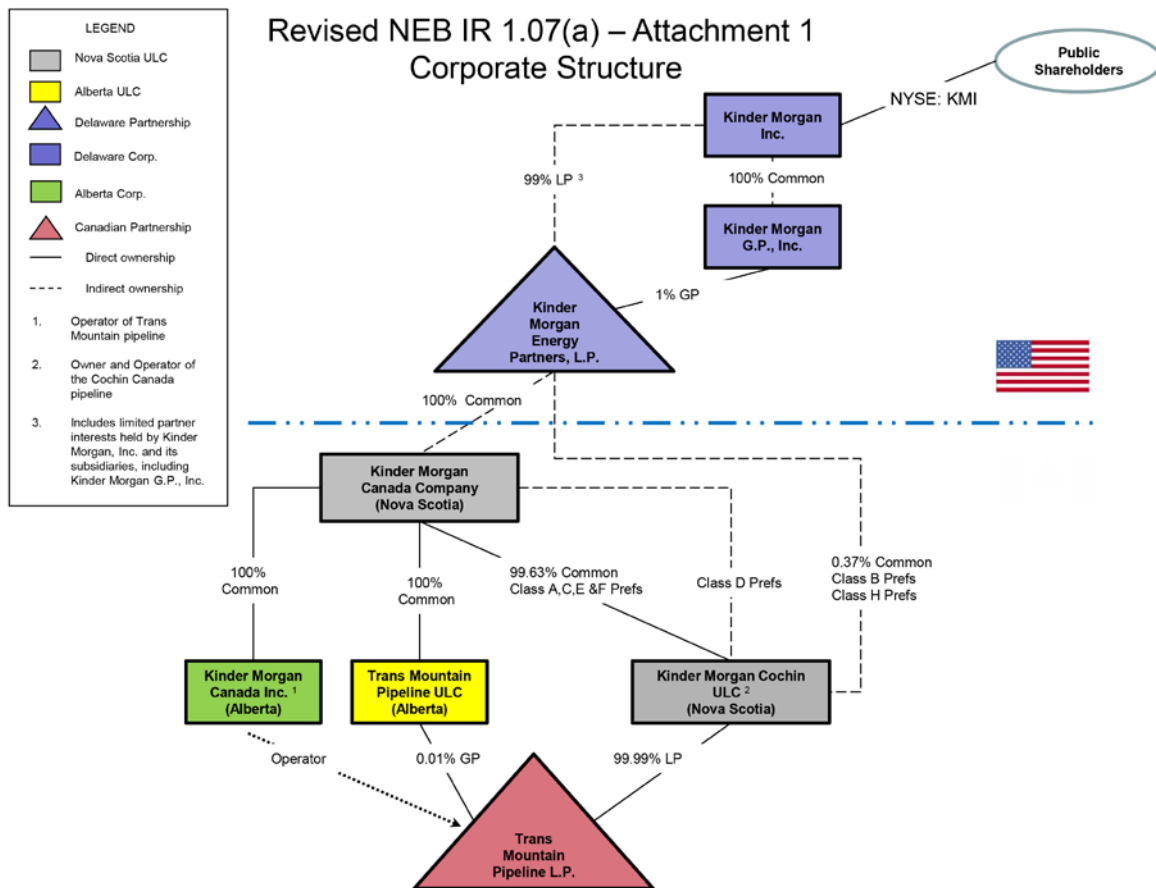 Revised NEB IR 1.07(a) – Attachment 1
Corporate Structure
LEGEND
Nova Scotia ULC
Alberta ULC
Delaware Partnership
Delaware Corp.
Alberta Corp.
Canadian Partnership
Direct ownership
Indirect ownership
1. Operator of Trans
Mountain pipeline
2. Owner and Operator of
the Cochin Canada
pipeline
3. Includes limited partner
interests held by Kinder
Morgan, Inc. and its
subsidiaries, including
Kinder Morgan G.P., Inc.
Public
Shareholders
NYSE: KMI
Kinder Morgan
Inc.
99% LP ³
100% Common
Kinder Morgan
G.P., Inc.
1% GP
Kinder
Morgan
Energy
Partners, L.P.
100% Common
Kinder Morgan
Canada Company
(Nova Scotia)
100%
Common
100%
Common
99.63% Common
Class A,C,E &F Prefs
Class D Prefs
0.37% Common
Class B Prefs
Class H Prefs
Kinder Morgan
Canada Inc. ¹
(Alberta)
Trans Mountain
Pipeline ULC
(Alberta)
Kinder Morgan Cochin
ULC ²
(Nova Scotia)
Operator
0.01% GP
99.99% LP
Trans
Mountain
Pipeline L.P.